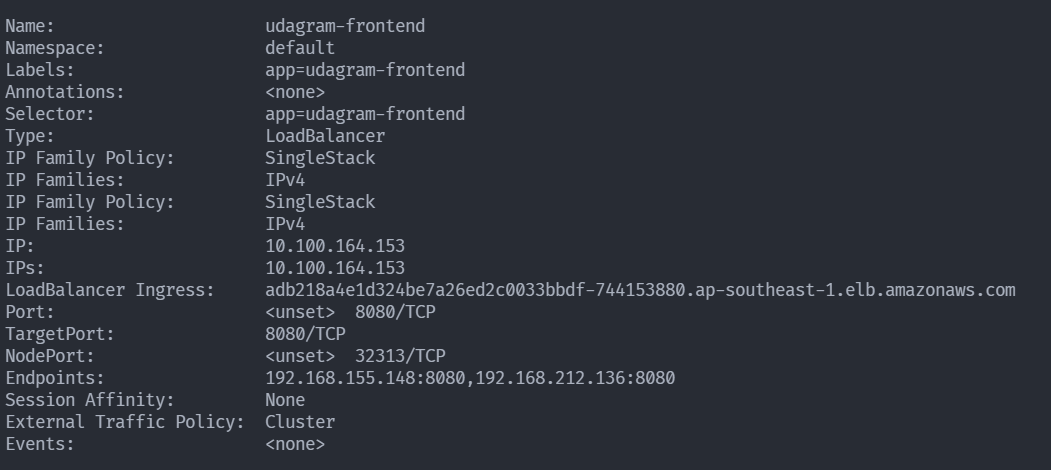 Name:                     udagram-frontend
Namespace:                default
Labels:                   app=udagram-frontend
Annotations:              <none>
Selector:                 app=udagram-frontend
Type:                     LoadBalancer
IP Family Policy:         SingleStack
IP Families:              IPv4
IP Family Policy:         SingleStack
IP Families:              IPv4
IP:                       10.100.164.153
IPs:                      10.100.164.153
LoadBalancer Ingress:     adb218a4e1d324be7a26ed2c0033bbdf-744153880.ap-southeast-1.elb.amazonaws.com
Port:                     <unset>  8080/TCP
TargetPort:               8080/TCP
NodePort:                 <unset>  32313/TCP
Endpoints:                192.168.155.148:8080,192.168.212.136:8080
Session Affinity:         None
External Traffic Policy:  Cluster
Events:                   <none>